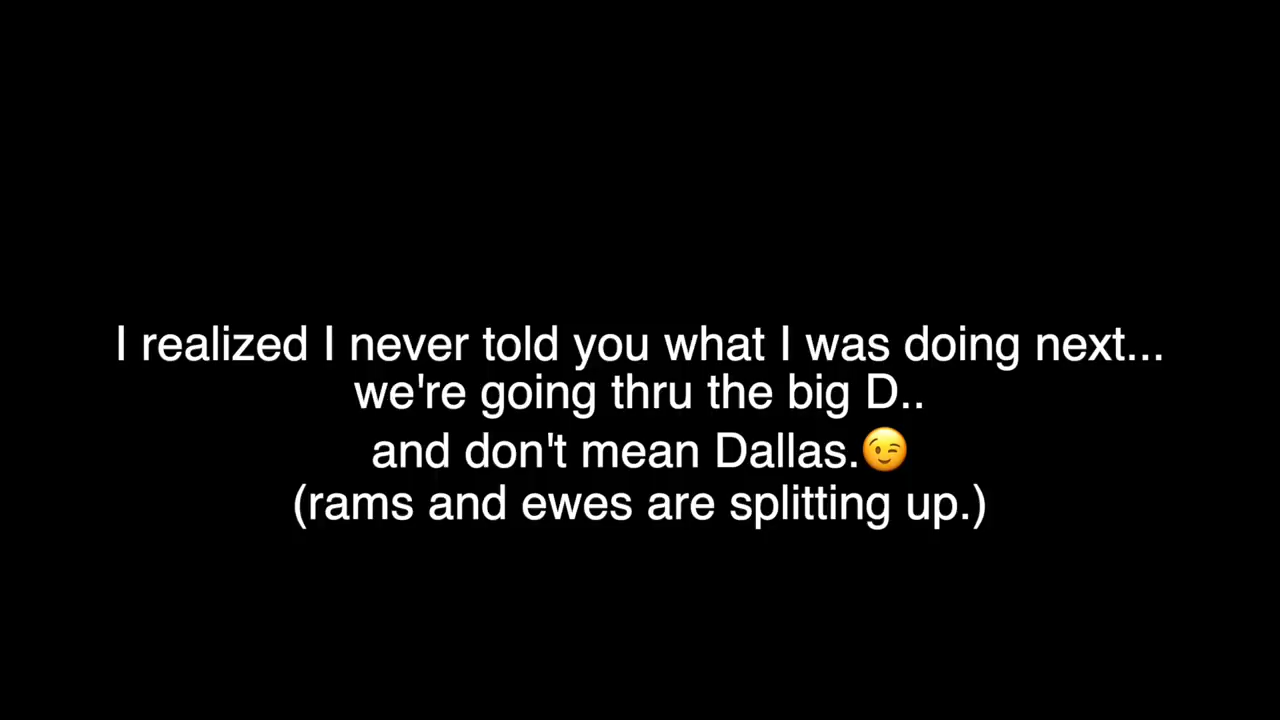 I realized I never told you what I was doing next...
we're going thru the big D..
and don't mean Dallas.😉
(rams and ewes are splitting up.)